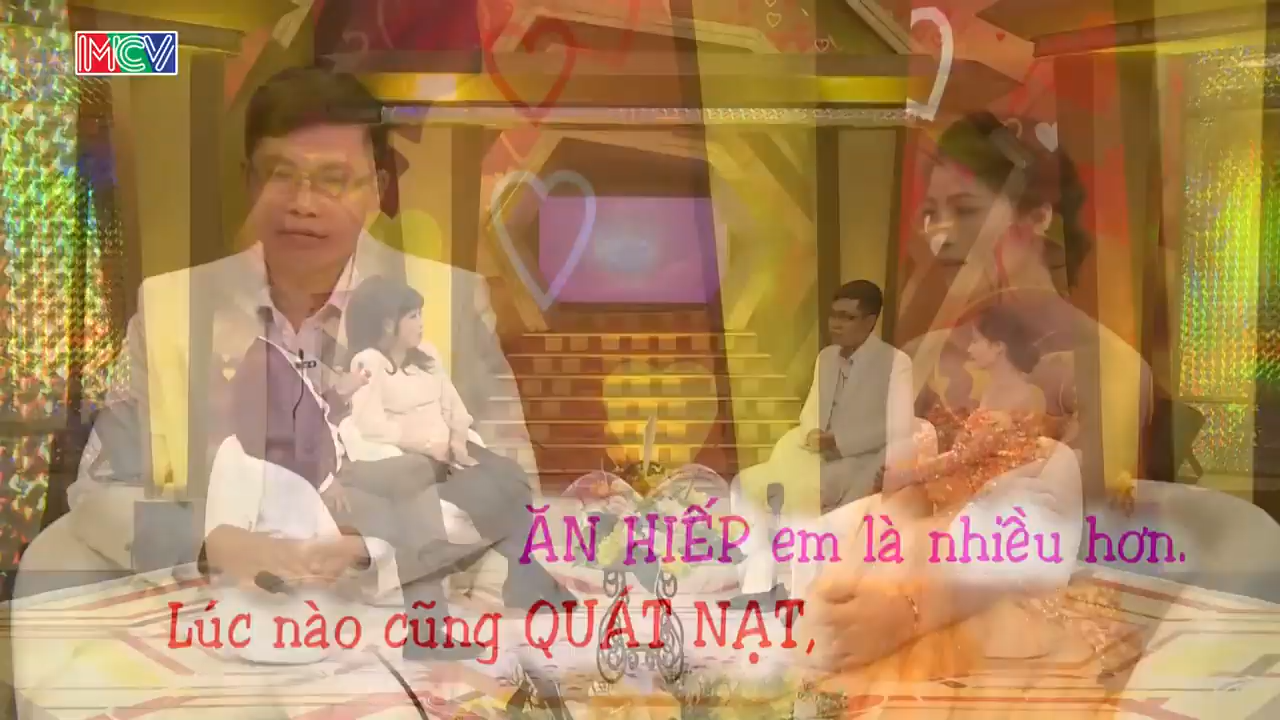 MCV
ĂN HIẾP em là nhiều hơn.
Lúc nào cũng QUÁT NẠT,